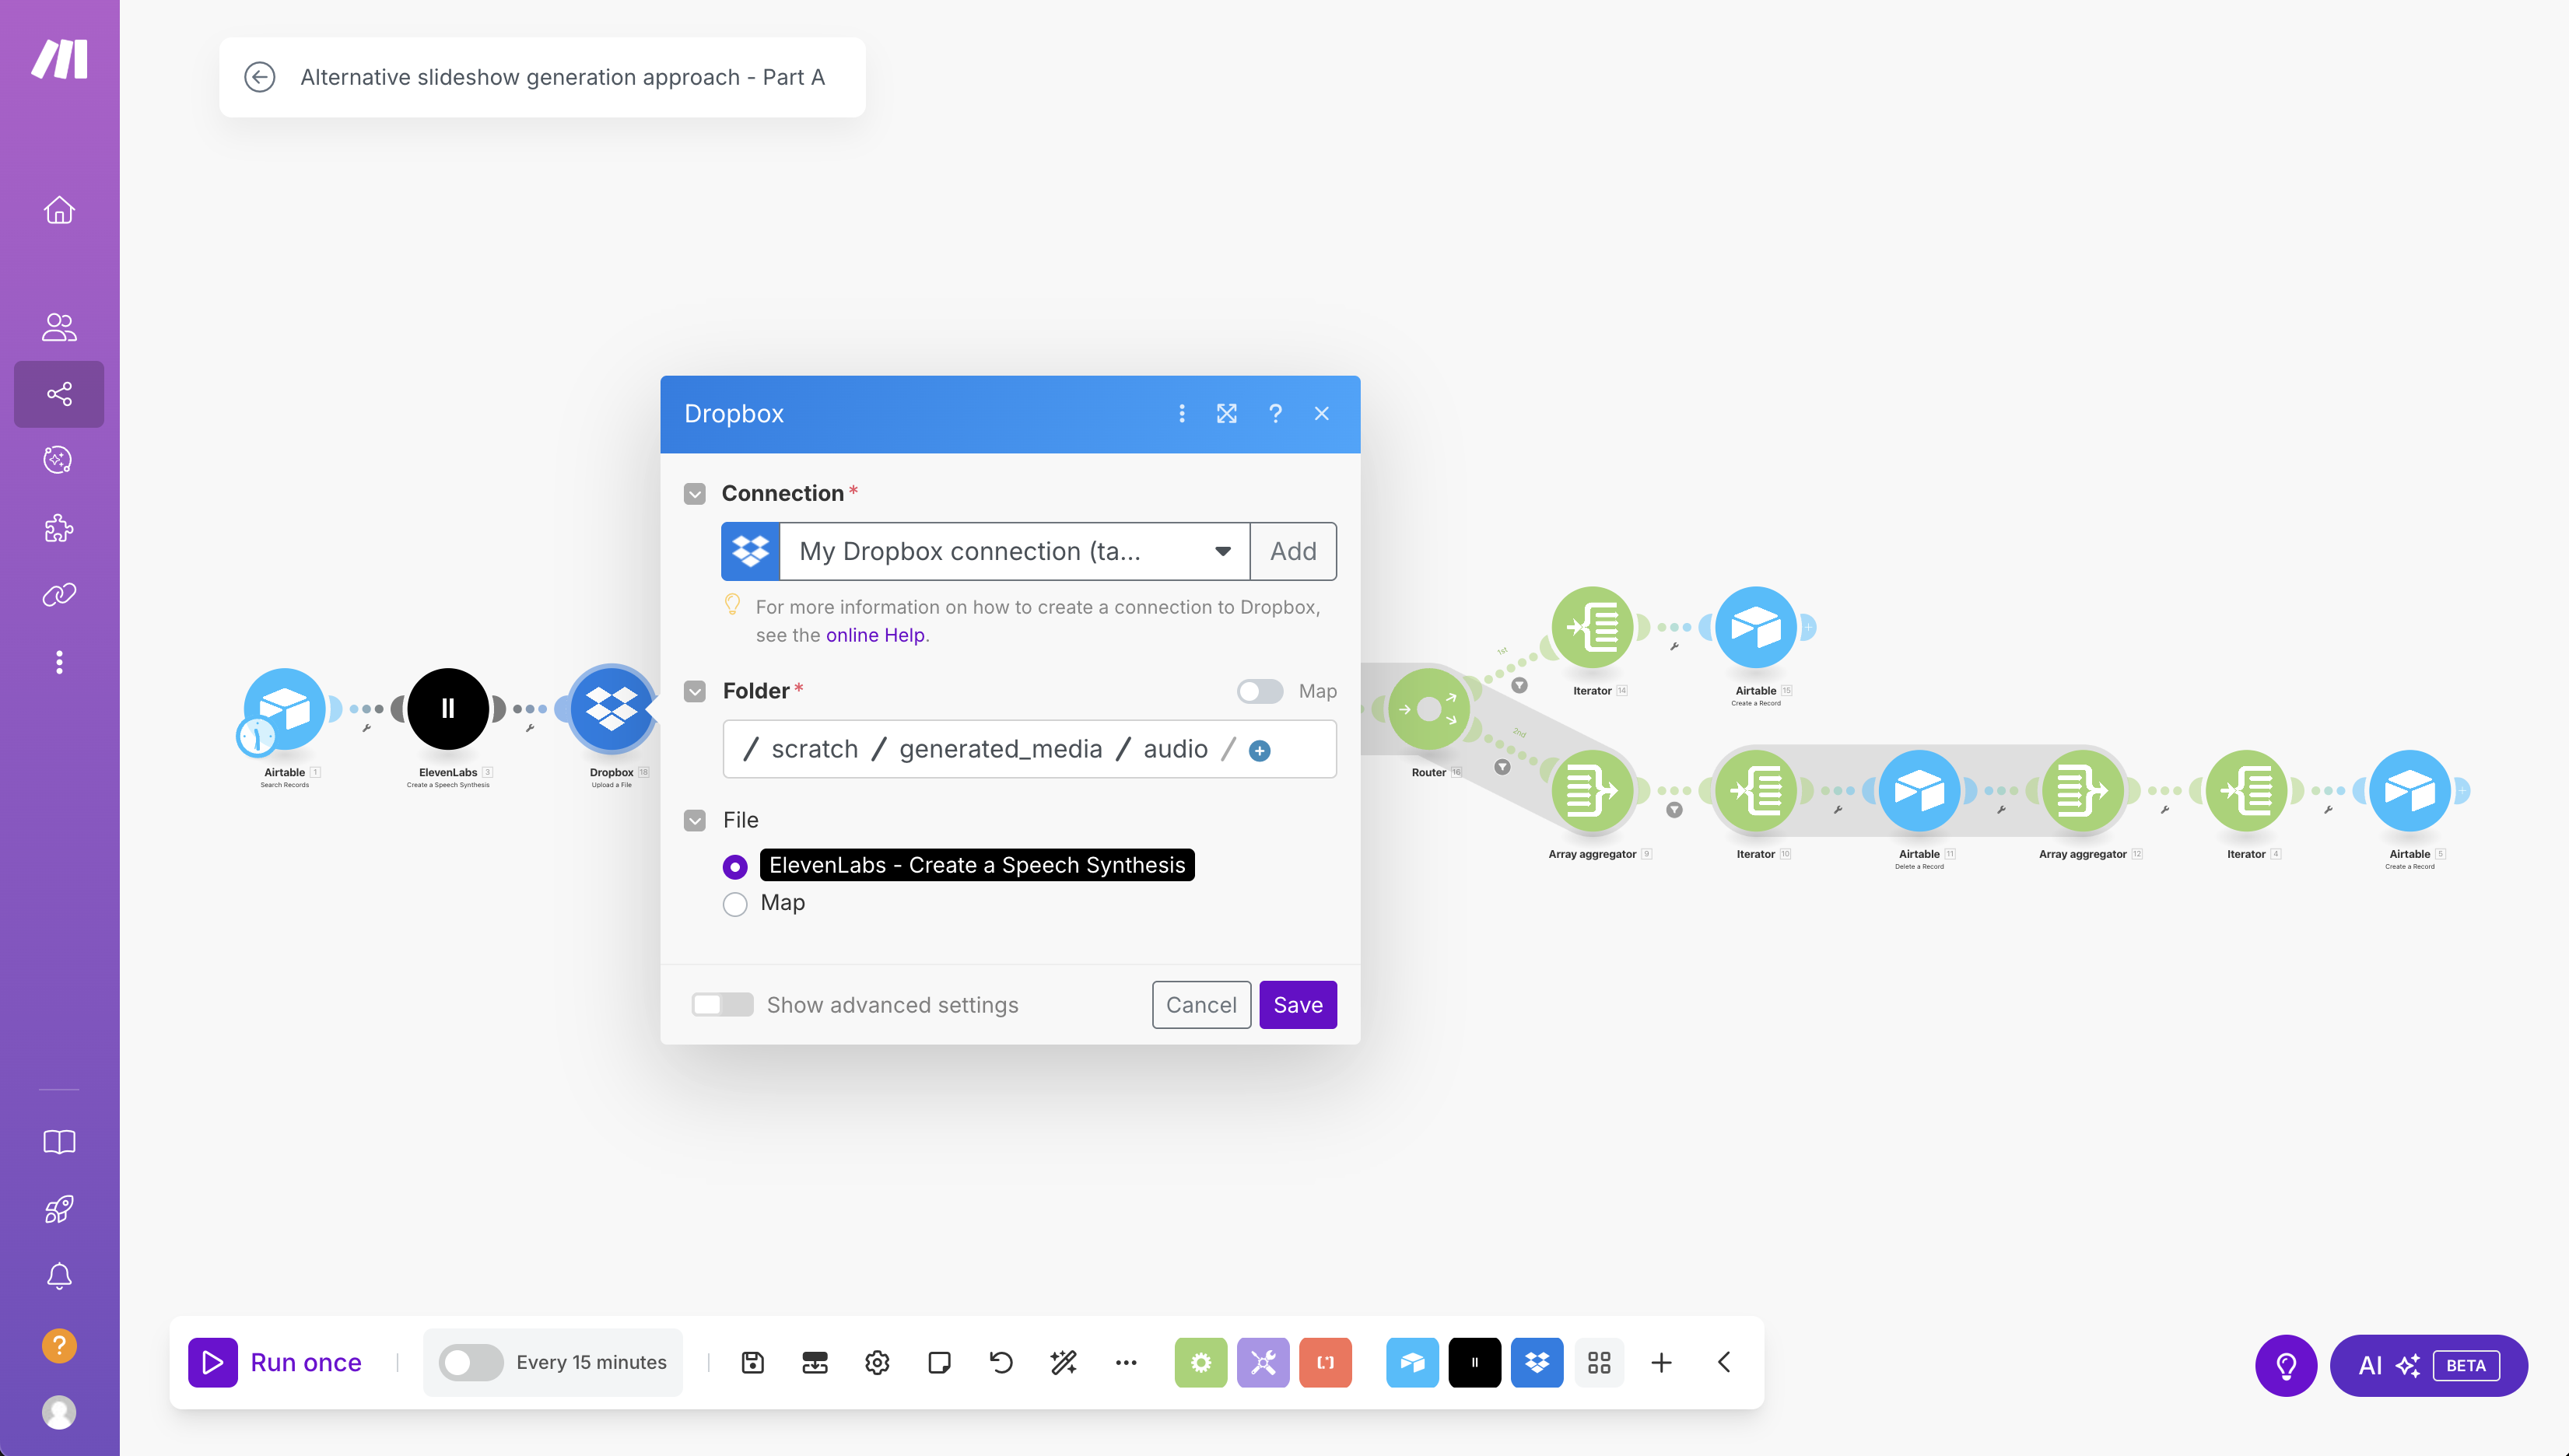 Alternative slideshow generation approach - Part A
Dropbox
Connection *
My Dropbox connection (ta...
Add
For more information on how to create a connection to Dropbox,
see the online Help.
Folder *
Map
/ scratch / generated_media / audio /
File
ElevenLabs - Create a Speech Synthesis
Map
Show advanced settings
Cancel
Save
Airtable 1
Search Records
ElevenLabs 3
Create a Speech Synthesis
Dropbox 18
Upload a File
Router 16
1st
2nd
Iterator 14
Airtable 15
Create a Record
Array aggregator 9
Iterator 10
Airtable 11
Delete a Record
Array aggregator 12
Iterator 4
Airtable 5
Create a Record
Run once
Every 15 minutes
AI BETA